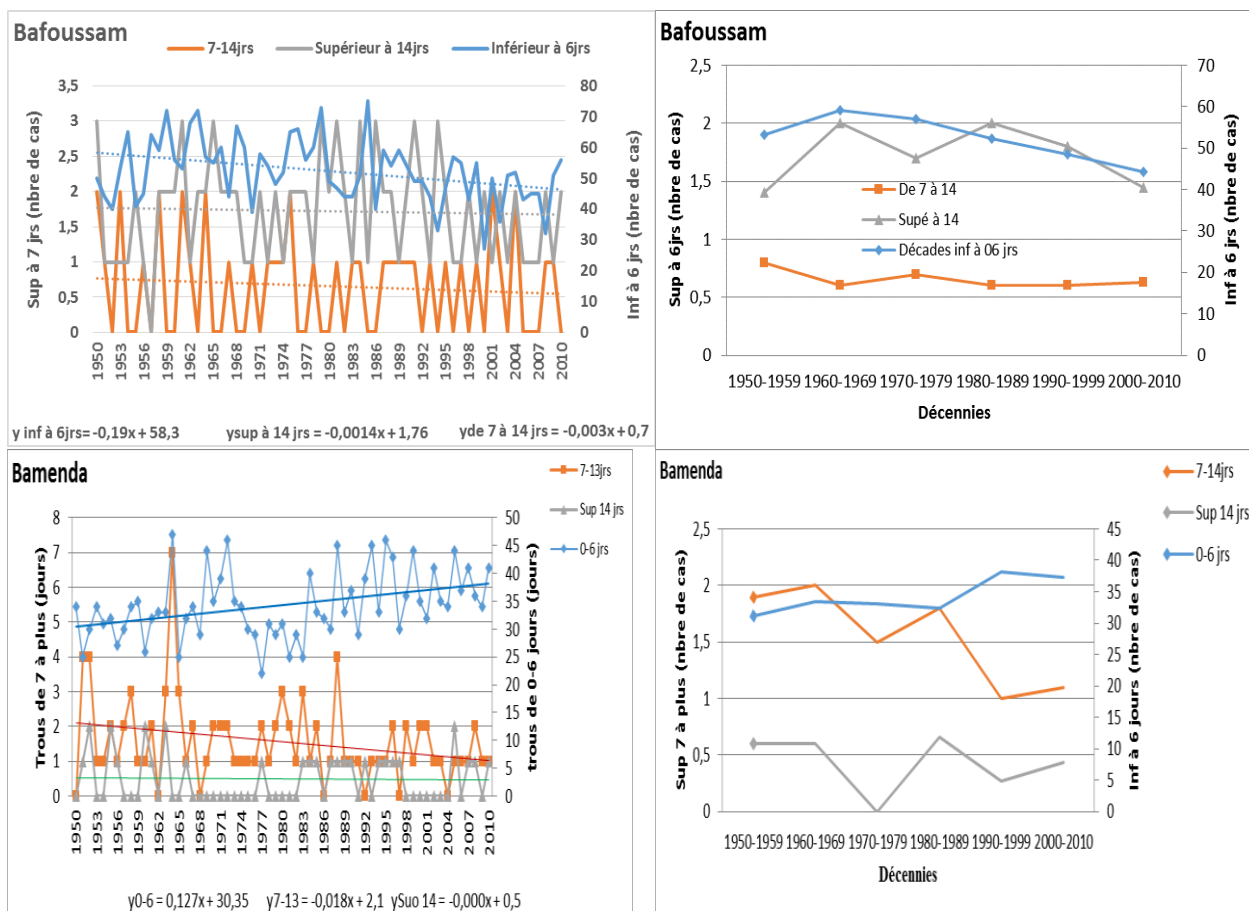 Bafoussam
7-14jrs Supérieur à 14jrs Inférieur à 6jrs
Sup à 7 jrs (nbre de cas)
3,5
3
2,5
2
1,5
1
0,5
0
80
70
60
50
40
30
20
10
0
Inf à 6 jrs (nbre de cas)
1950 1953 1956 1959 1962 1965 1968 1971 1974 1977 1980 1983 1986 1989 1992 1995 1998 2001 2004 2007 2010
y inf à 6jrs= -0,19x + 58,3 ysup à 14 jrs = -0,0014x + 1,76 yde 7 à 14 jrs = -0,003x + 0,7
Bafoussam
Sup à 6jrs (nbre de cas)
2,5
2
1,5
1
0,5
0
De 7 à 14
Supé à 14
Décades inf à 06 jrs
70
60
50
40
30
20
10
0
Inf à 6 jrs (nbre de cas)
1950-1959 1960-1969 1970-1979 1980-1989 1990-1999 2000-2010
Décennies
Bamenda
7-13jrs
Sup 14 jrs
0-6 jrs
Trous de 7 à plus (jours)
8
7
6
5
4
3
2
1
0
50
45
40
35
30
25
20
15
10
5
0
trous de 0-6 jours (jours)
1950 1953 1956 1959 1962 1965 1968 1971 1974 1977 1980 1983 1986 1989 1992 1995 1998 2001 2004 2007 2010
y0-6 = 0,127x + 30,35 y7-13 = -0,018x + 2,1 ySuo 14 = -0,000x + 0,5
Bamenda
7-14jrs
Sup 14 jrs
0-6 jrs
Sup 7 à plus (nbre de cas)
2,5
2
1,5
1
0,5
0
45
40
35
30
25
20
15
10
5
0
Inf à 6 jours (nbre de cas)
1950-1959 1960-1969 1970-1979 1980-1989 1990-1999 2000-2010
Décennies